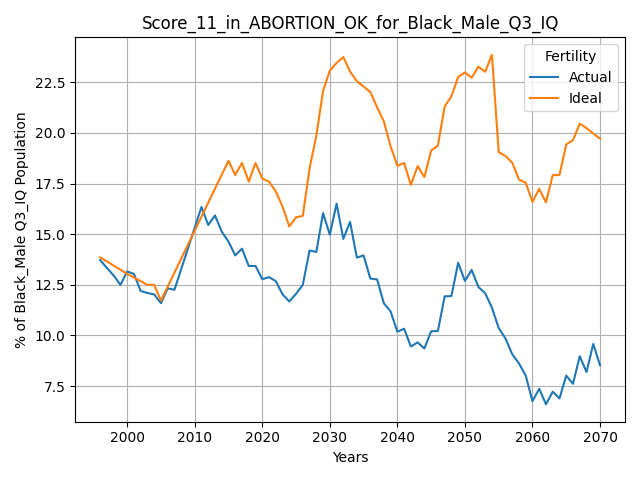 Score_11_in_ABORTION_OK_for_Black_Male_Q3_IQ
Fertility
Actual
Ideal
% of Black_Male Q3_IQ Population
22.5
20.0
17.5
15.0
12.5
10.0
7.5
2000 2010 2020 2030 2040 2050 2060 2070
Years